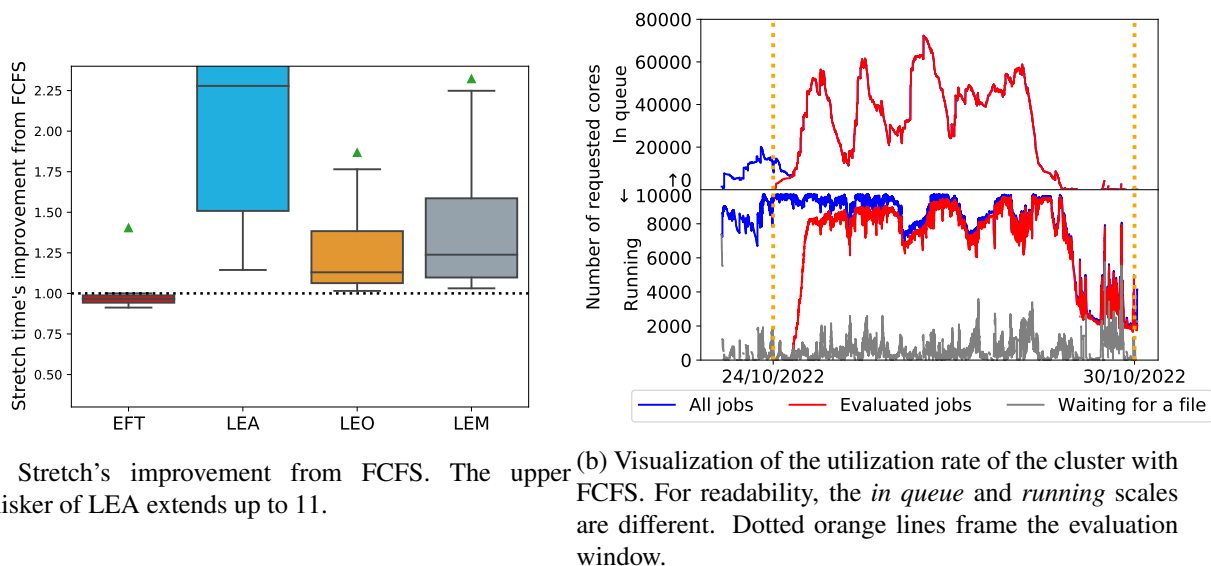 Stretch time's improvement from FCFS
2.25
2.00
1.75
1.50
1.25
1.00
0.75
0.50
EFT LEA LEO LEM
Stretch's improvement from FCFS. The upper
isker of LEA extends up to 11.
Number of requested cores
In queue
Running
80000
60000
40000
20000
↑0
← 10000
8000
6000
4000
2000
0
24/10/2022 30/10/2022
All jobs Evaluated jobs Waiting for a file
(b) Visualization of the utilization rate of the cluster with
FCFS. For readability, the in queue and running scales
are different. Dotted orange lines frame the evaluation
window.